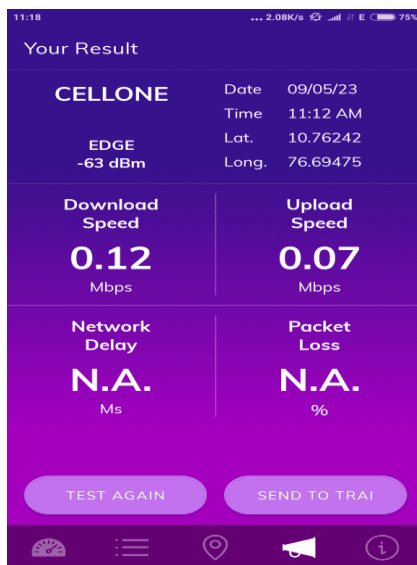 11:18 ... 2.08K/s E 75%
Your Result
CELLONE
EDGE
-63 dBm
Date 09/05/23
Time 11:12 AM
Lat. 10.76242
Long. 76.69475
Download
Speed
0.12
Mbps
Upload
Speed
0.07
Mbps
Network
Delay
N.A.
Ms
Packet
Loss
N.A.
%
TEST AGAIN
SEND TO TRAI